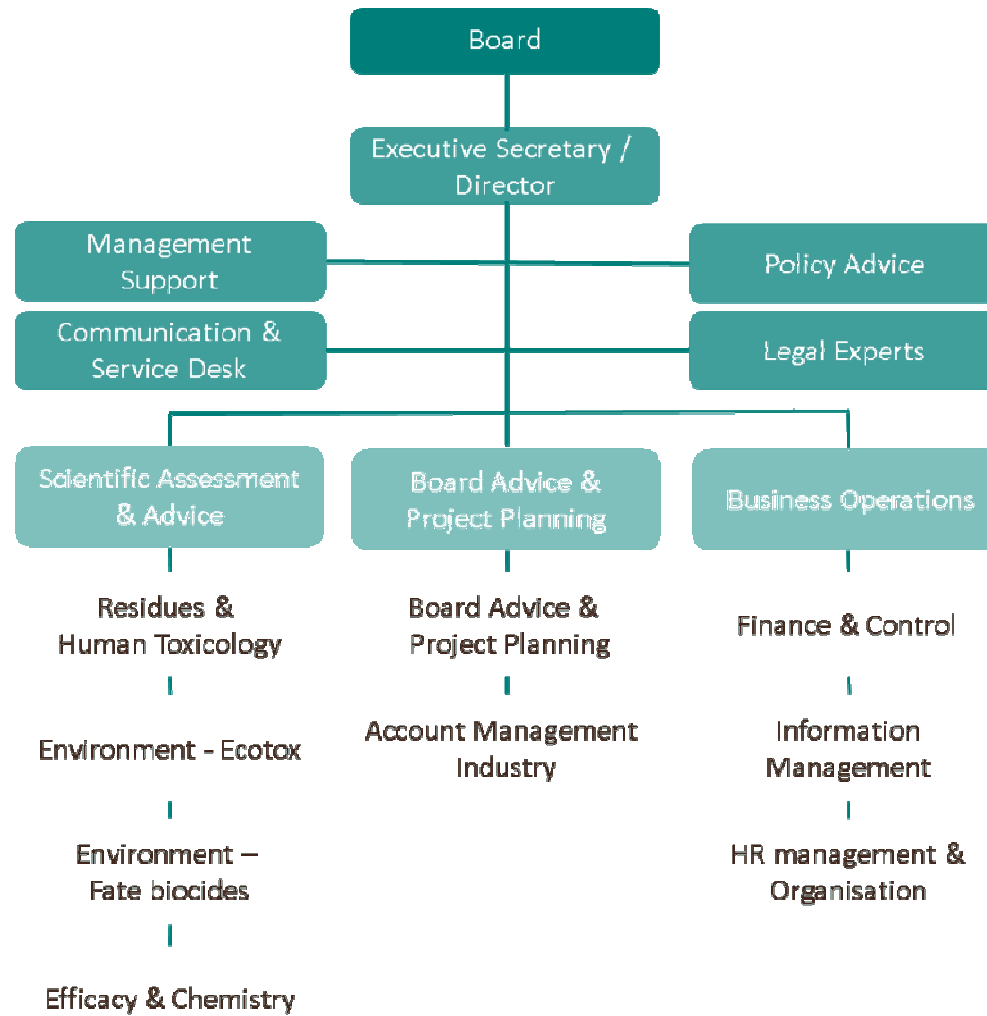 Board
Executive Secretary /
Director
Management
Support
Policy Advice
Communication &
Service Desk
Legal Experts
Scientific Assessment
& Advice
Board Advice &
Project Planning
Business Operations
Residues &
Human Toxicology
Board Advice &
Project Planning
Finance & Control
Environment - Ecotox
Account Management
Industry
Information
Management
Environment –
Fate biocides
HR management &
Organisation
Efficacy & Chemistry